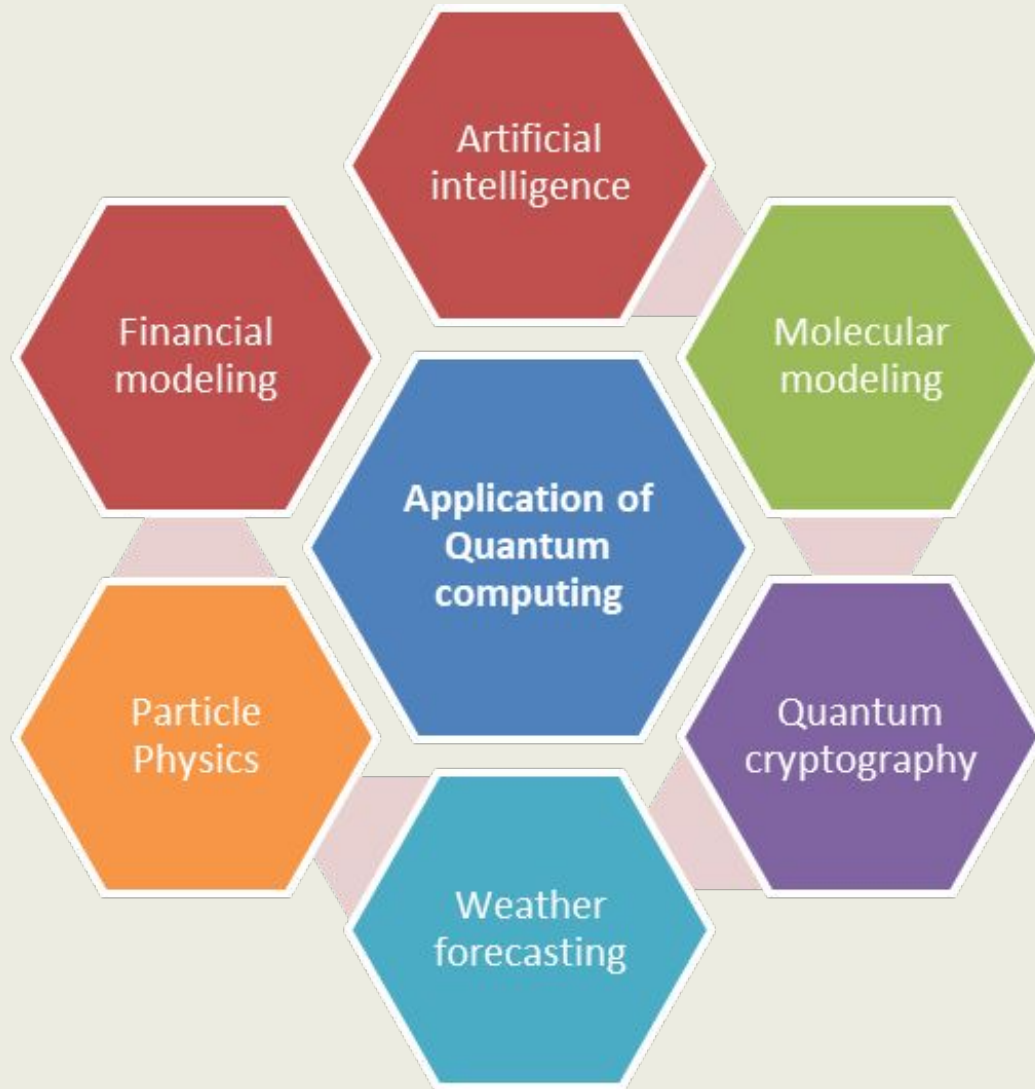 Artificial
intelligence
Financial
modeling
Molecular
modeling
Application of
Quantum
computing
Particle
Physics
Quantum
cryptography
Weather
forecasting